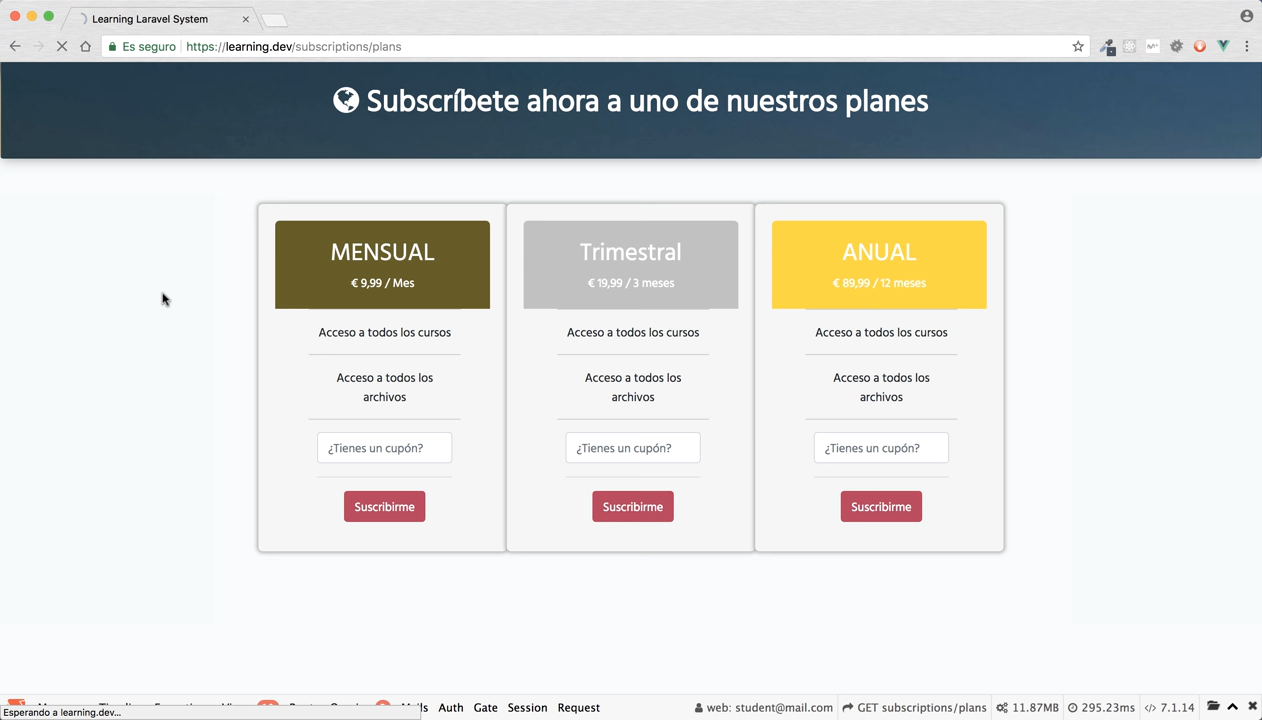 Learning Laravel System
Es seguro https://learning.dev/subscriptions/plans
Subscríbete ahora a uno de nuestros planes
MENSUAL
€ 9,99 / Mes
Acceso a todos los cursos
Acceso a todos los
archivos
¿Tienes un cupón?
Suscribirme
Trimestral
€ 19,99 / 3 meses
Acceso a todos los cursos
Acceso a todos los
archivos
¿Tienes un cupón?
Suscribirme
ANUAL
€ 89,99 / 12 meses
Acceso a todos los cursos
Acceso a todos los
archivos
¿Tienes un cupón?
Suscribirme
Auth Gate Session Request web: student@mail.com GET subscriptions/plans 11.87MB 295.23ms 7.1.14
Esperando a learning.dev...